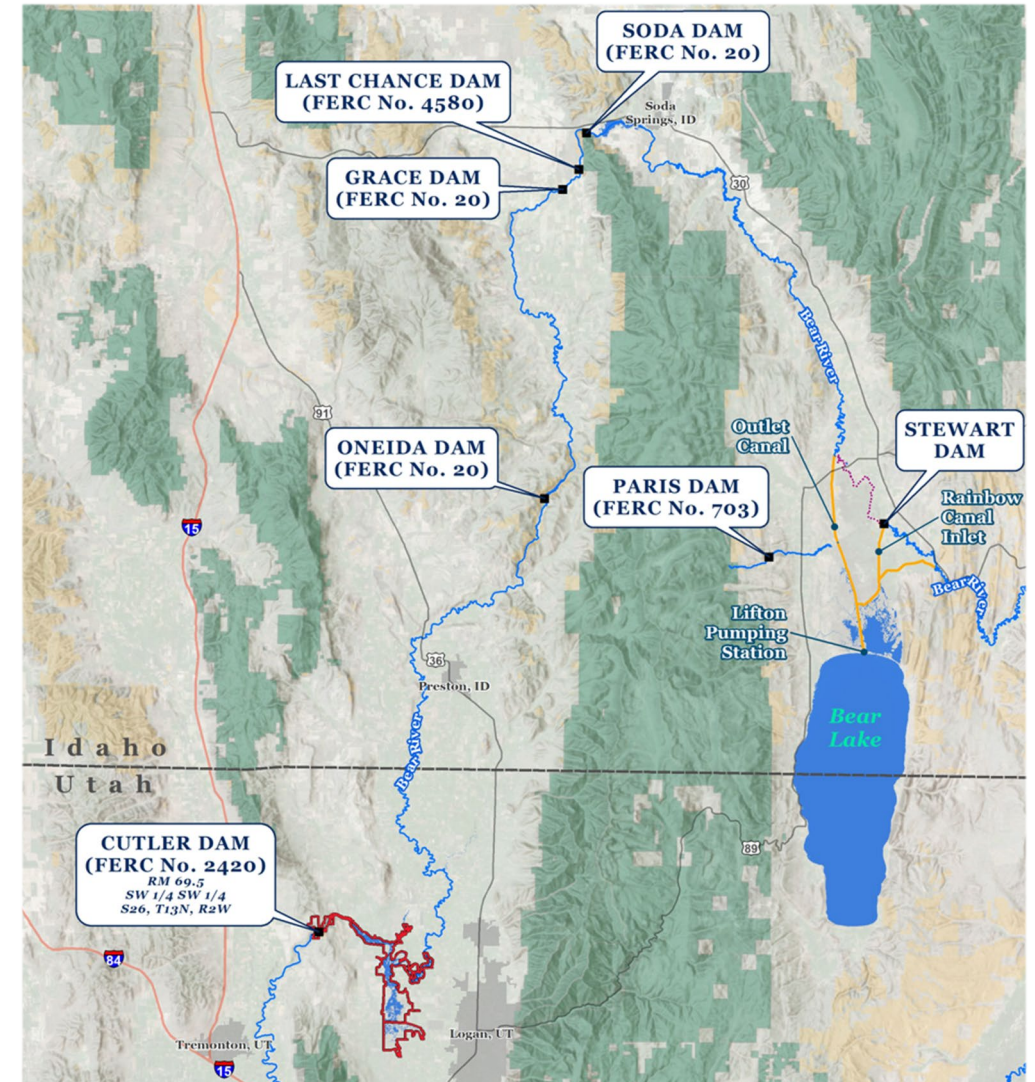 SODA DAM
(FERC No. 20)
LAST CHANCE DAM
(FERC No. 4580)
Soda
Springs, ID
GRACE DAM
(FERC No. 20)
30
Bear River
91
Outlet
Canal
STEWART
DAM
ONEIDA DAM
(FERC No. 20)
PARIS DAM
(FERC No. 703)
Rainbow
Canal
Inlet
15
Bear River
Lifton
Pumping
Station
36
Preston, ID
Bear
Lake
Bear River
Idaho
Utah
CUTLER DAM
(FERC No. 2420)
RM 69.5
SW 1/4 SW 1/4
S26, T13N, R2W
89
84
Logan, UT
Tremonton, UT
15